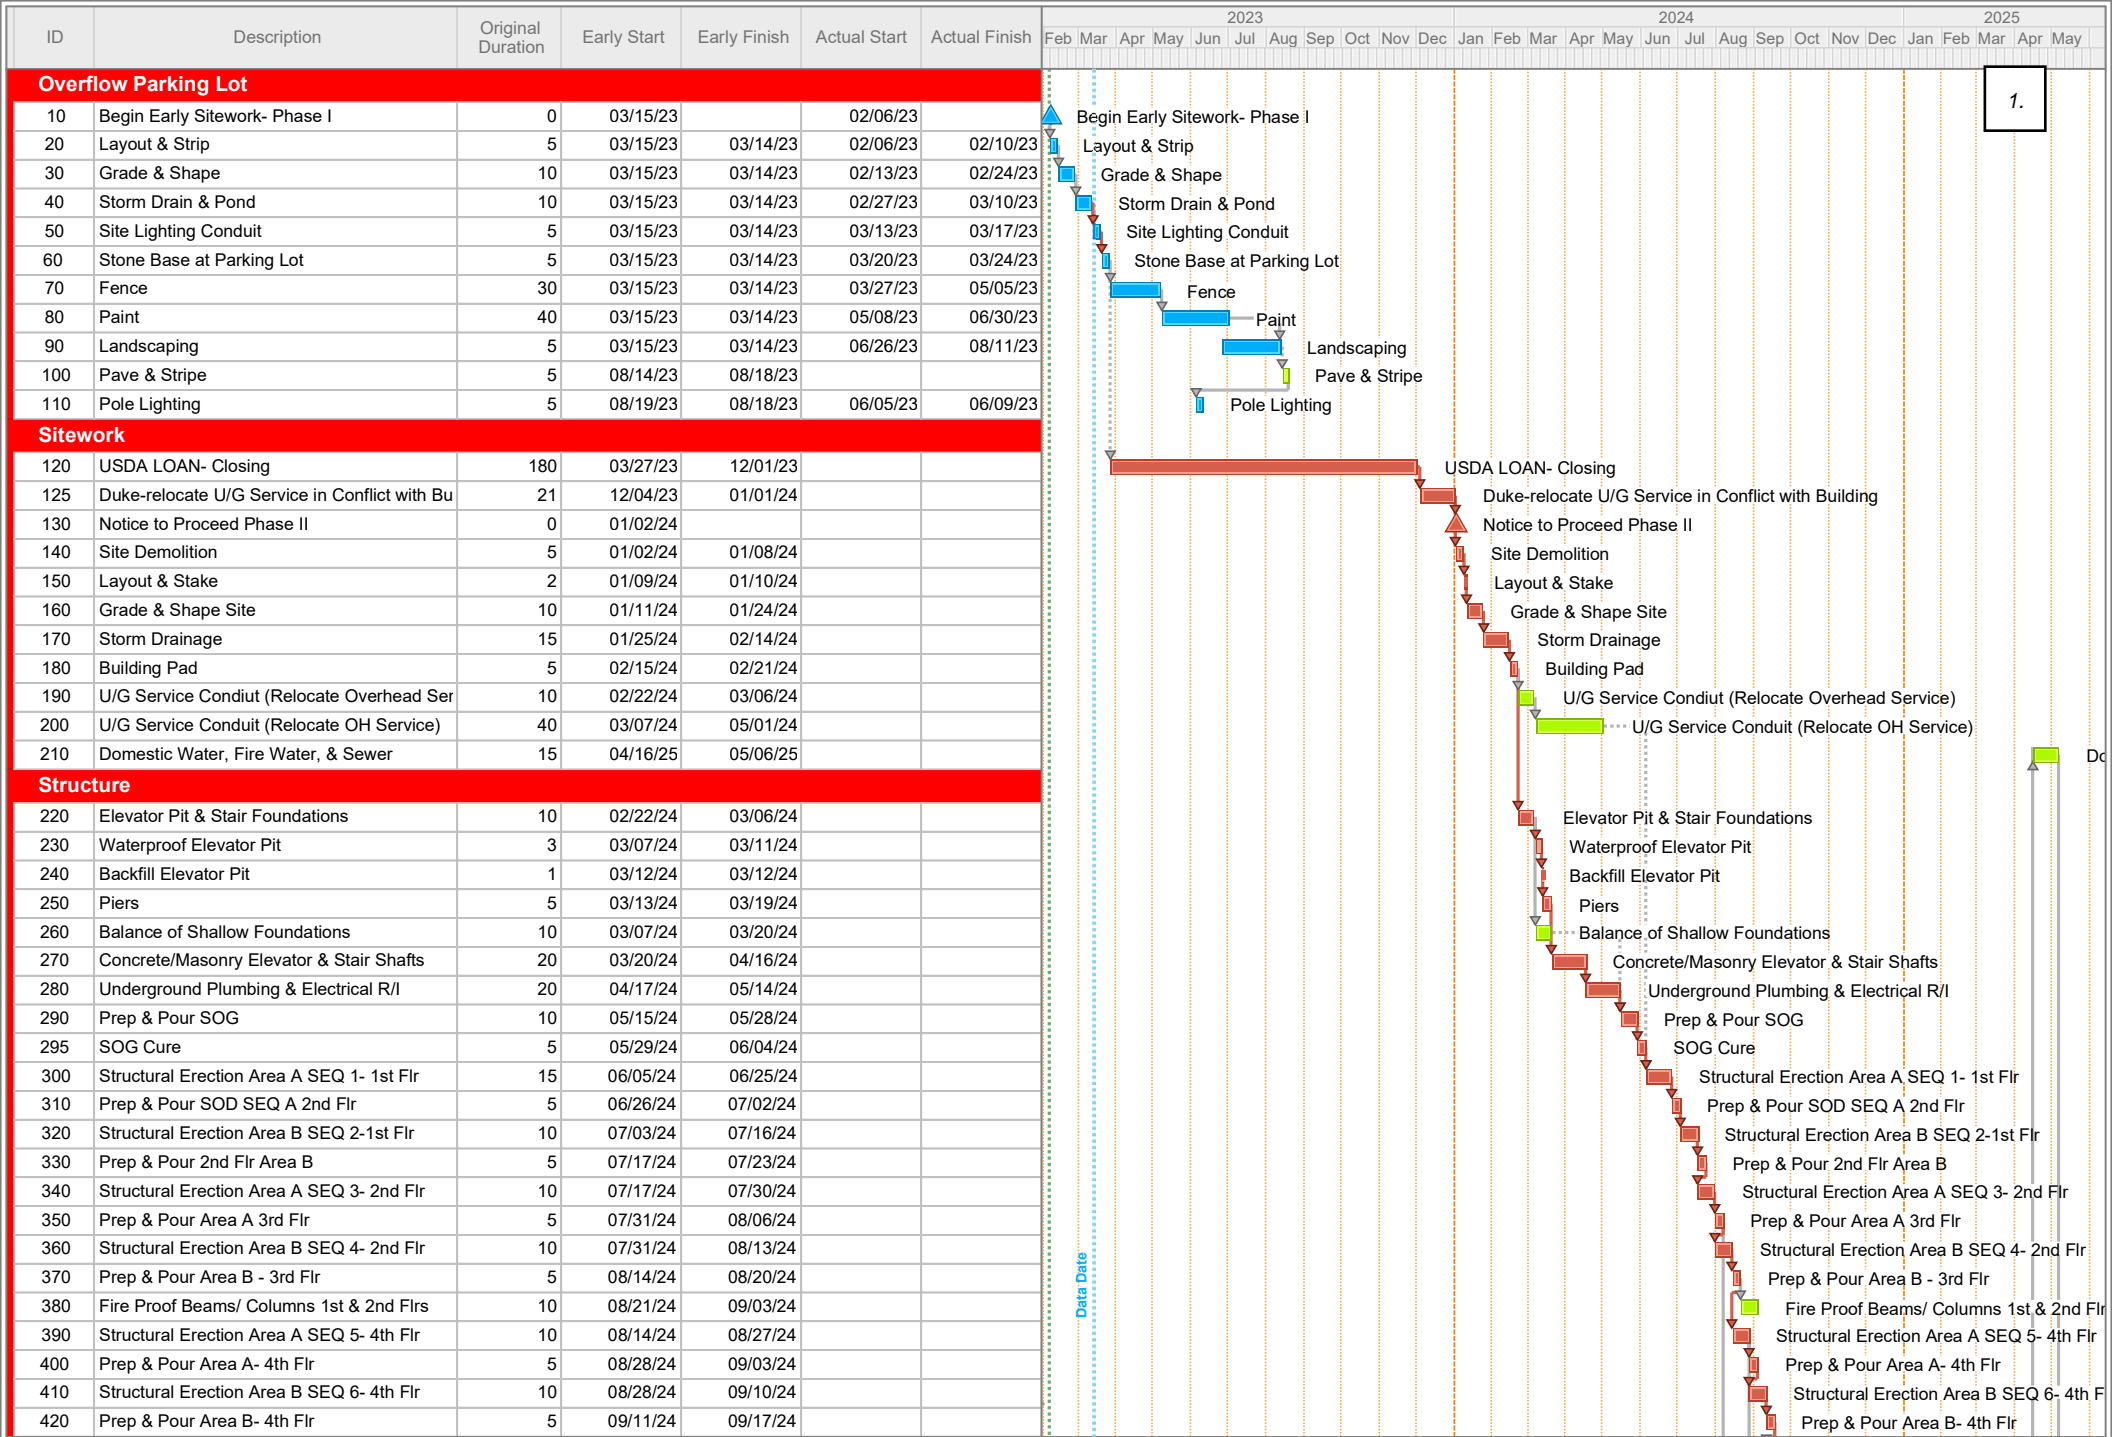 ID Description Original Duration Early Start Early Finish Actual Start Actual Finish
2023 2024 2025
Feb Mar Apr May Jun Jul Aug Sep Oct Nov Dec Jan Feb Mar Apr May Jun Jul Aug Sep Oct Nov Dec Jan Feb Mar Apr May
1.
Overflow Parking Lot
10 Begin Early Sitework- Phase I 0 03/15/23 02/06/23 Begin Early Sitework- Phase I
20 Layout & Strip 5 03/15/23 03/14/23 02/06/23 02/10/23 Layout & Strip
30 Grade & Shape 10 03/15/23 03/14/23 02/13/23 02/24/23 Grade & Shape
40 Storm Drain & Pond 10 03/15/23 03/14/23 02/27/23 03/10/23 Storm Drain & Pond
50 Site Lighting Conduit 5 03/15/23 03/14/23 03/13/23 03/17/23 Site Lighting Conduit
60 Stone Base at Parking Lot 5 03/15/23 03/14/23 03/20/23 03/24/23 Stone Base at Parking Lot
70 Fence 30 03/15/23 03/14/23 03/27/23 05/05/23 Fence
80 Paint 40 03/15/23 03/14/23 05/08/23 06/30/23 Paint
90 Landscaping 5 03/15/23 03/14/23 06/26/23 08/11/23 Landscaping
100 Pave & Stripe 5 08/14/23 08/18/23 Pave & Stripe
110 Pole Lighting 5 08/19/23 08/18/23 06/05/23 06/09/23 Pole Lighting
Sitework
120 USDA LOAN- Closing 180 03/27/23 12/01/23 USDA LOAN- Closing
125 Duke-relocate U/G Service in Conflict with Bu 21 12/04/23 01/01/24 Duke-relocate U/G Service in Conflict with Building
130 Notice to Proceed Phase II 0 01/02/24 Notice to Proceed Phase II
140 Site Demolition 5 01/02/24 01/08/24 Site Demolition
150 Layout & Stake 2 01/09/24 01/10/24 Layout & Stake
160 Grade & Shape Site 10 01/11/24 01/24/24 Grade & Shape Site
170 Storm Drainage 15 01/25/24 02/14/24 Storm Drainage
180 Building Pad 5 02/15/24 02/21/24 Building Pad
190 U/G Service Condiut (Relocate Overhead Ser 10 02/22/24 03/06/24 U/G Service Condiut (Relocate Overhead Service)
200 U/G Service Conduit (Relocate OH Service) 40 03/07/24 05/01/24 U/G Service Conduit (Relocate OH Service)
210 Domestic Water, Fire Water, & Sewer 15 04/16/25 05/06/25 Do
Structure
220 Elevator Pit & Stair Foundations 10 02/22/24 03/06/24 Elevator Pit & Stair Foundations
230 Waterproof Elevator Pit 3 03/07/24 03/11/24 Waterproof Elevator Pit
240 Backfill Elevator Pit 1 03/12/24 03/12/24 Backfill Elevator Pit
250 Piers 5 03/13/24 03/19/24 Piers
260 Balance of Shallow Foundations 10 03/07/24 03/20/24 Balance of Shallow Foundations
270 Concrete/Masonry Elevator & Stair Shafts 20 03/20/24 04/16/24 Concrete/Masonry Elevator & Stair Shafts
280 Underground Plumbing & Electrical R/I 20 04/17/24 05/14/24 Underground Plumbing & Electrical R/I
290 Prep & Pour SOG 10 05/15/24 05/28/24 Prep & Pour SOG
295 SOG Cure 5 05/29/24 06/04/24 SOG Cure
300 Structural Erection Area A SEQ 1- 1st Flr 15 06/05/24 06/25/24 Structural Erection Area A SEQ 1- 1st Flr
310 Prep & Pour SOD SEQ A 2nd Flr 5 06/26/24 07/02/24 Prep & Pour SOD SEQ A 2nd Flr
320 Structural Erection Area B SEQ 2-1st Flr 10 07/03/24 07/16/24 Structural Erection Area B SEQ 2-1st Flr
330 Prep & Pour 2nd Flr Area B 5 07/17/24 07/23/24 Prep & Pour 2nd Flr Area B
340 Structural Erection Area A SEQ 3- 2nd Flr 10 07/17/24 07/30/24 Structural Erection Area A SEQ 3- 2nd Flr
350 Prep & Pour Area A 3rd Flr 5 07/31/24 08/06/24 Prep & Pour Area A 3rd Flr
360 Structural Erection Area B SEQ 4- 2nd Flr 10 07/31/24 08/13/24 Structural Erection Area B SEQ 4- 2nd Flr
370 Prep & Pour Area B - 3rd Flr 5 08/14/24 08/20/24 Prep & Pour Area B - 3rd Flr
380 Fire Proof Beams/ Columns 1st & 2nd Flrs 10 08/21/24 09/03/24 Fire Proof Beams/ Columns 1st & 2nd Flr
390 Structural Erection Area A SEQ 5- 4th Flr 10 08/14/24 08/27/24 Structural Erection Area A SEQ 5- 4th Flr
400 Prep & Pour Area A- 4th Flr 5 08/28/24 09/03/24 Prep & Pour Area A- 4th Flr
410 Structural Erection Area B SEQ 6- 4th Flr 10 08/28/24 09/10/24 Structural Erection Area B SEQ 6- 4th F
420 Prep & Pour Area B- 4th Flr 5 09/11/24 09/17/24 Prep & Pour Area B- 4th Flr
Data Date